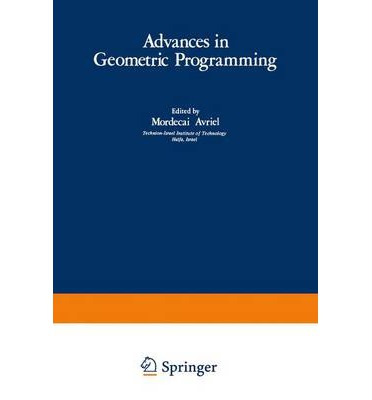 Advances in
Geometric Programming
Edited by
Mordecai Avriel
Technion-Israel Institute of Technology
Haifa, Israel
Springer